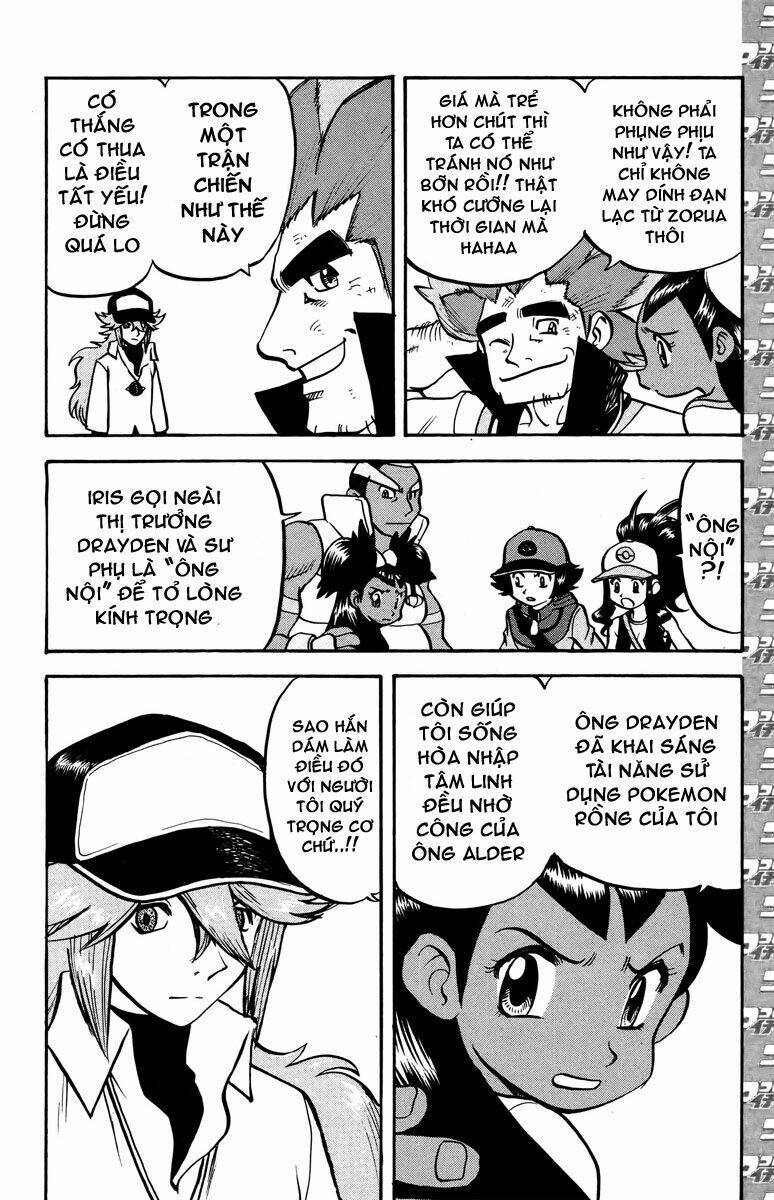 KHÔNG PHẢI
PHỤNG PHỊU
NHƯ VẬY! TA
CHỈ KHÔNG
MAY DÍNH ĐẠN
LẠC TỪ ZORUA
THÔI
GIÁ MÀ TRẺ
HƠN CHÚT THÌ
TA CÓ THỂ
TRÁNH NÓ NHƯ
BỠN RỒI!! THẬT
KHÓ CƯỠNG LẠI
THỜI GIAN MÀ
HAHAA
TRONG
MỘT
TRẬN
CHIẾN
NHƯ THẾ
NÀY
CÓ
THẮNG
CÓ THUA
LÀ ĐIỀU
TẤT YẾU!
ĐỪNG
QUÁ LO
"ÔNG
NỘI"
?!
IRIS GỌI NGÀI
THỊ TRƯỞNG
DRAYDEN VÀ SƯ
PHỤ LÀ "ÔNG
NỘI" ĐỂ TỎ LÒNG
KÍNH TRỌNG
ÔNG DRAYDEN
ĐÃ KHAI SÁNG
TÀI NĂNG SỬ
DỤNG POKEMON
RỒNG CỦA TÔI
CÒN GIÚP
TÔI SỐNG
HÒA NHẬP
TÂM LINH
ĐỀU NHỜ
CÔNG CỦA
ÔNG ALDER
SAO HẮN
DÁM LÀM
ĐIỀU ĐÓ
VỚI NGƯỜI
TÔI QUÝ
TRỌNG CƠ
CHỨ..!!